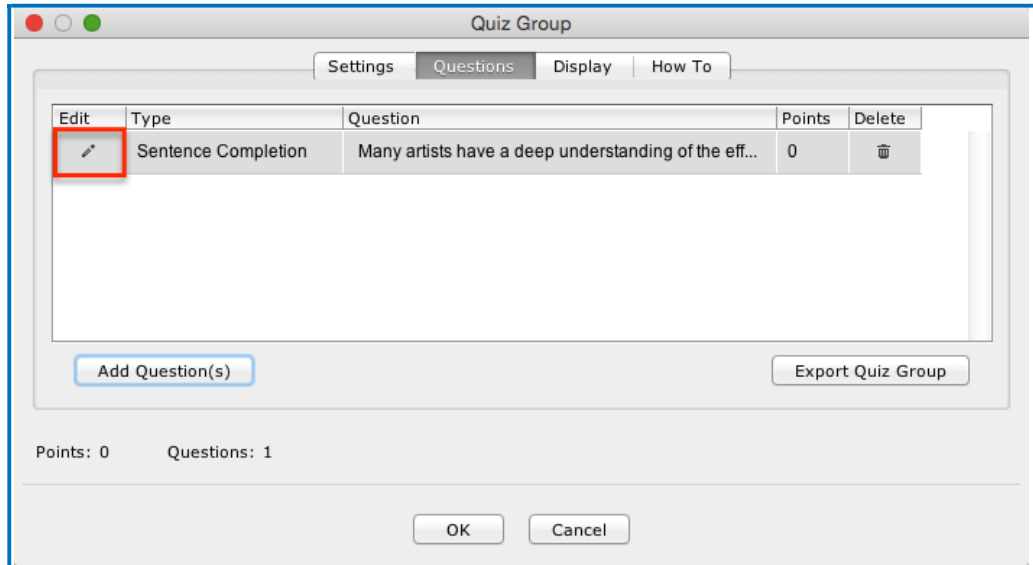 Quiz Group
Settings Questions Display How To
Edit Type Question Points Delete
Sentence Completion Many artists have a deep understanding of the eff... 0
Add Question(s) Export Quiz Group
Points: 0 Questions: 1
OK Cancel